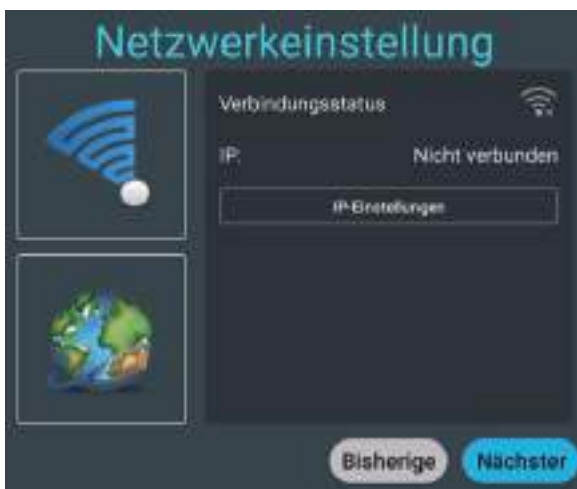 Netzwerkeinstellung
Verbindungsstatus
IP: Nicht verbunden
IP-Einstellungen
Bisherige Nächster